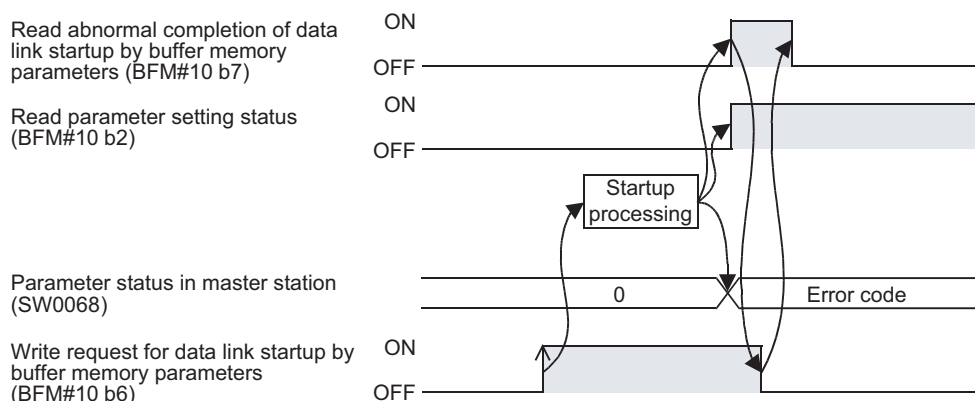 Read abnormal completion of data
link startup by buffer memory
parameters (BFM#10 b7)
ON
OFF
Read parameter setting status
(BFM#10 b2)
ON
OFF
Startup
processing
Parameter status in master station
(SW0068)
0
Error code
Write request for data link startup by
buffer memory parameters
(BFM#10 b6)
ON
OFF